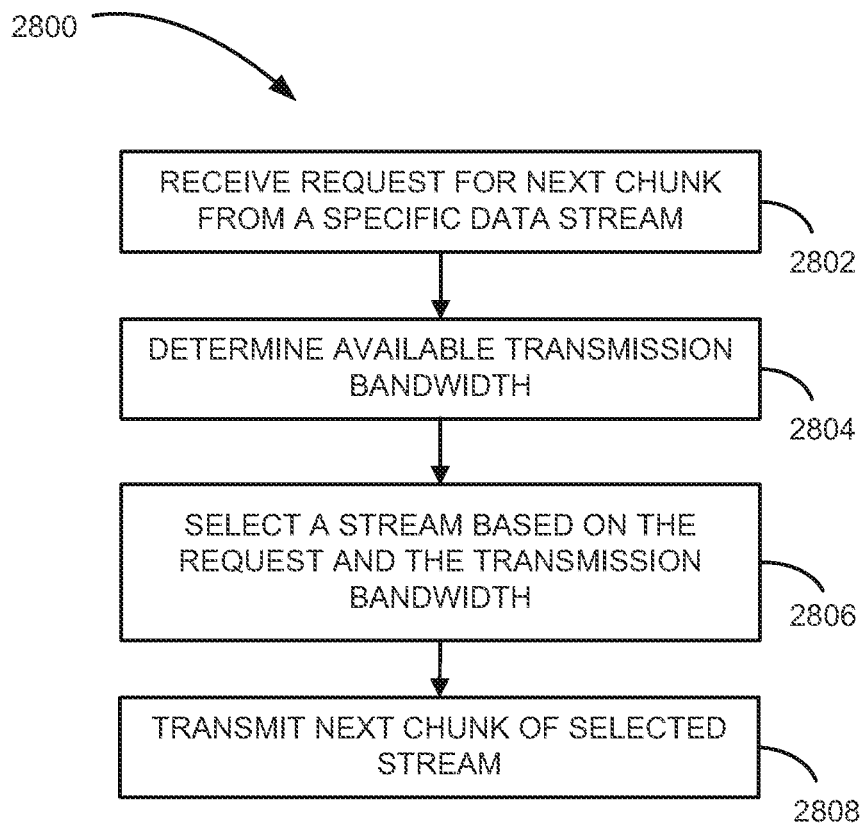 2800
RECEIVE REQUEST FOR NEXT CHUNK
FROM A SPECIFIC DATA STREAM
2802
DETERMINE AVAILABLE TRANSMISSION
BANDWIDTH
2804
SELECT A STREAM BASED ON THE
REQUEST AND THE TRANSMISSION
BANDWIDTH
2806
TRANSMIT NEXT CHUNK OF SELECTED
STREAM
2808